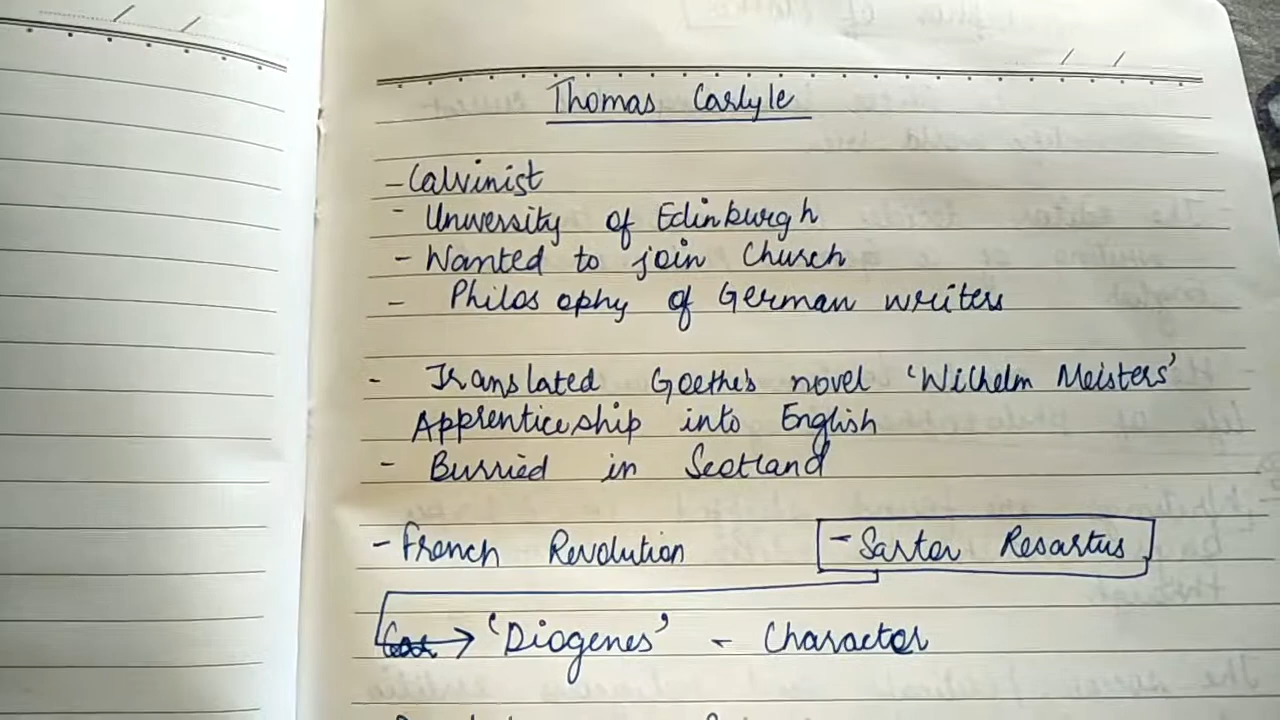 Thomas Carlyle
- Calvinist
- University of Edinburgh
- Wanted to join Church
- Philosophy of German writers
- Translated Goethe's novel 'Wilhelm Meisters'
Apprenticeship into English
- Burried in Scotland
- French Revolution - Sartor Resartus
→ 'Diogenes' - Character